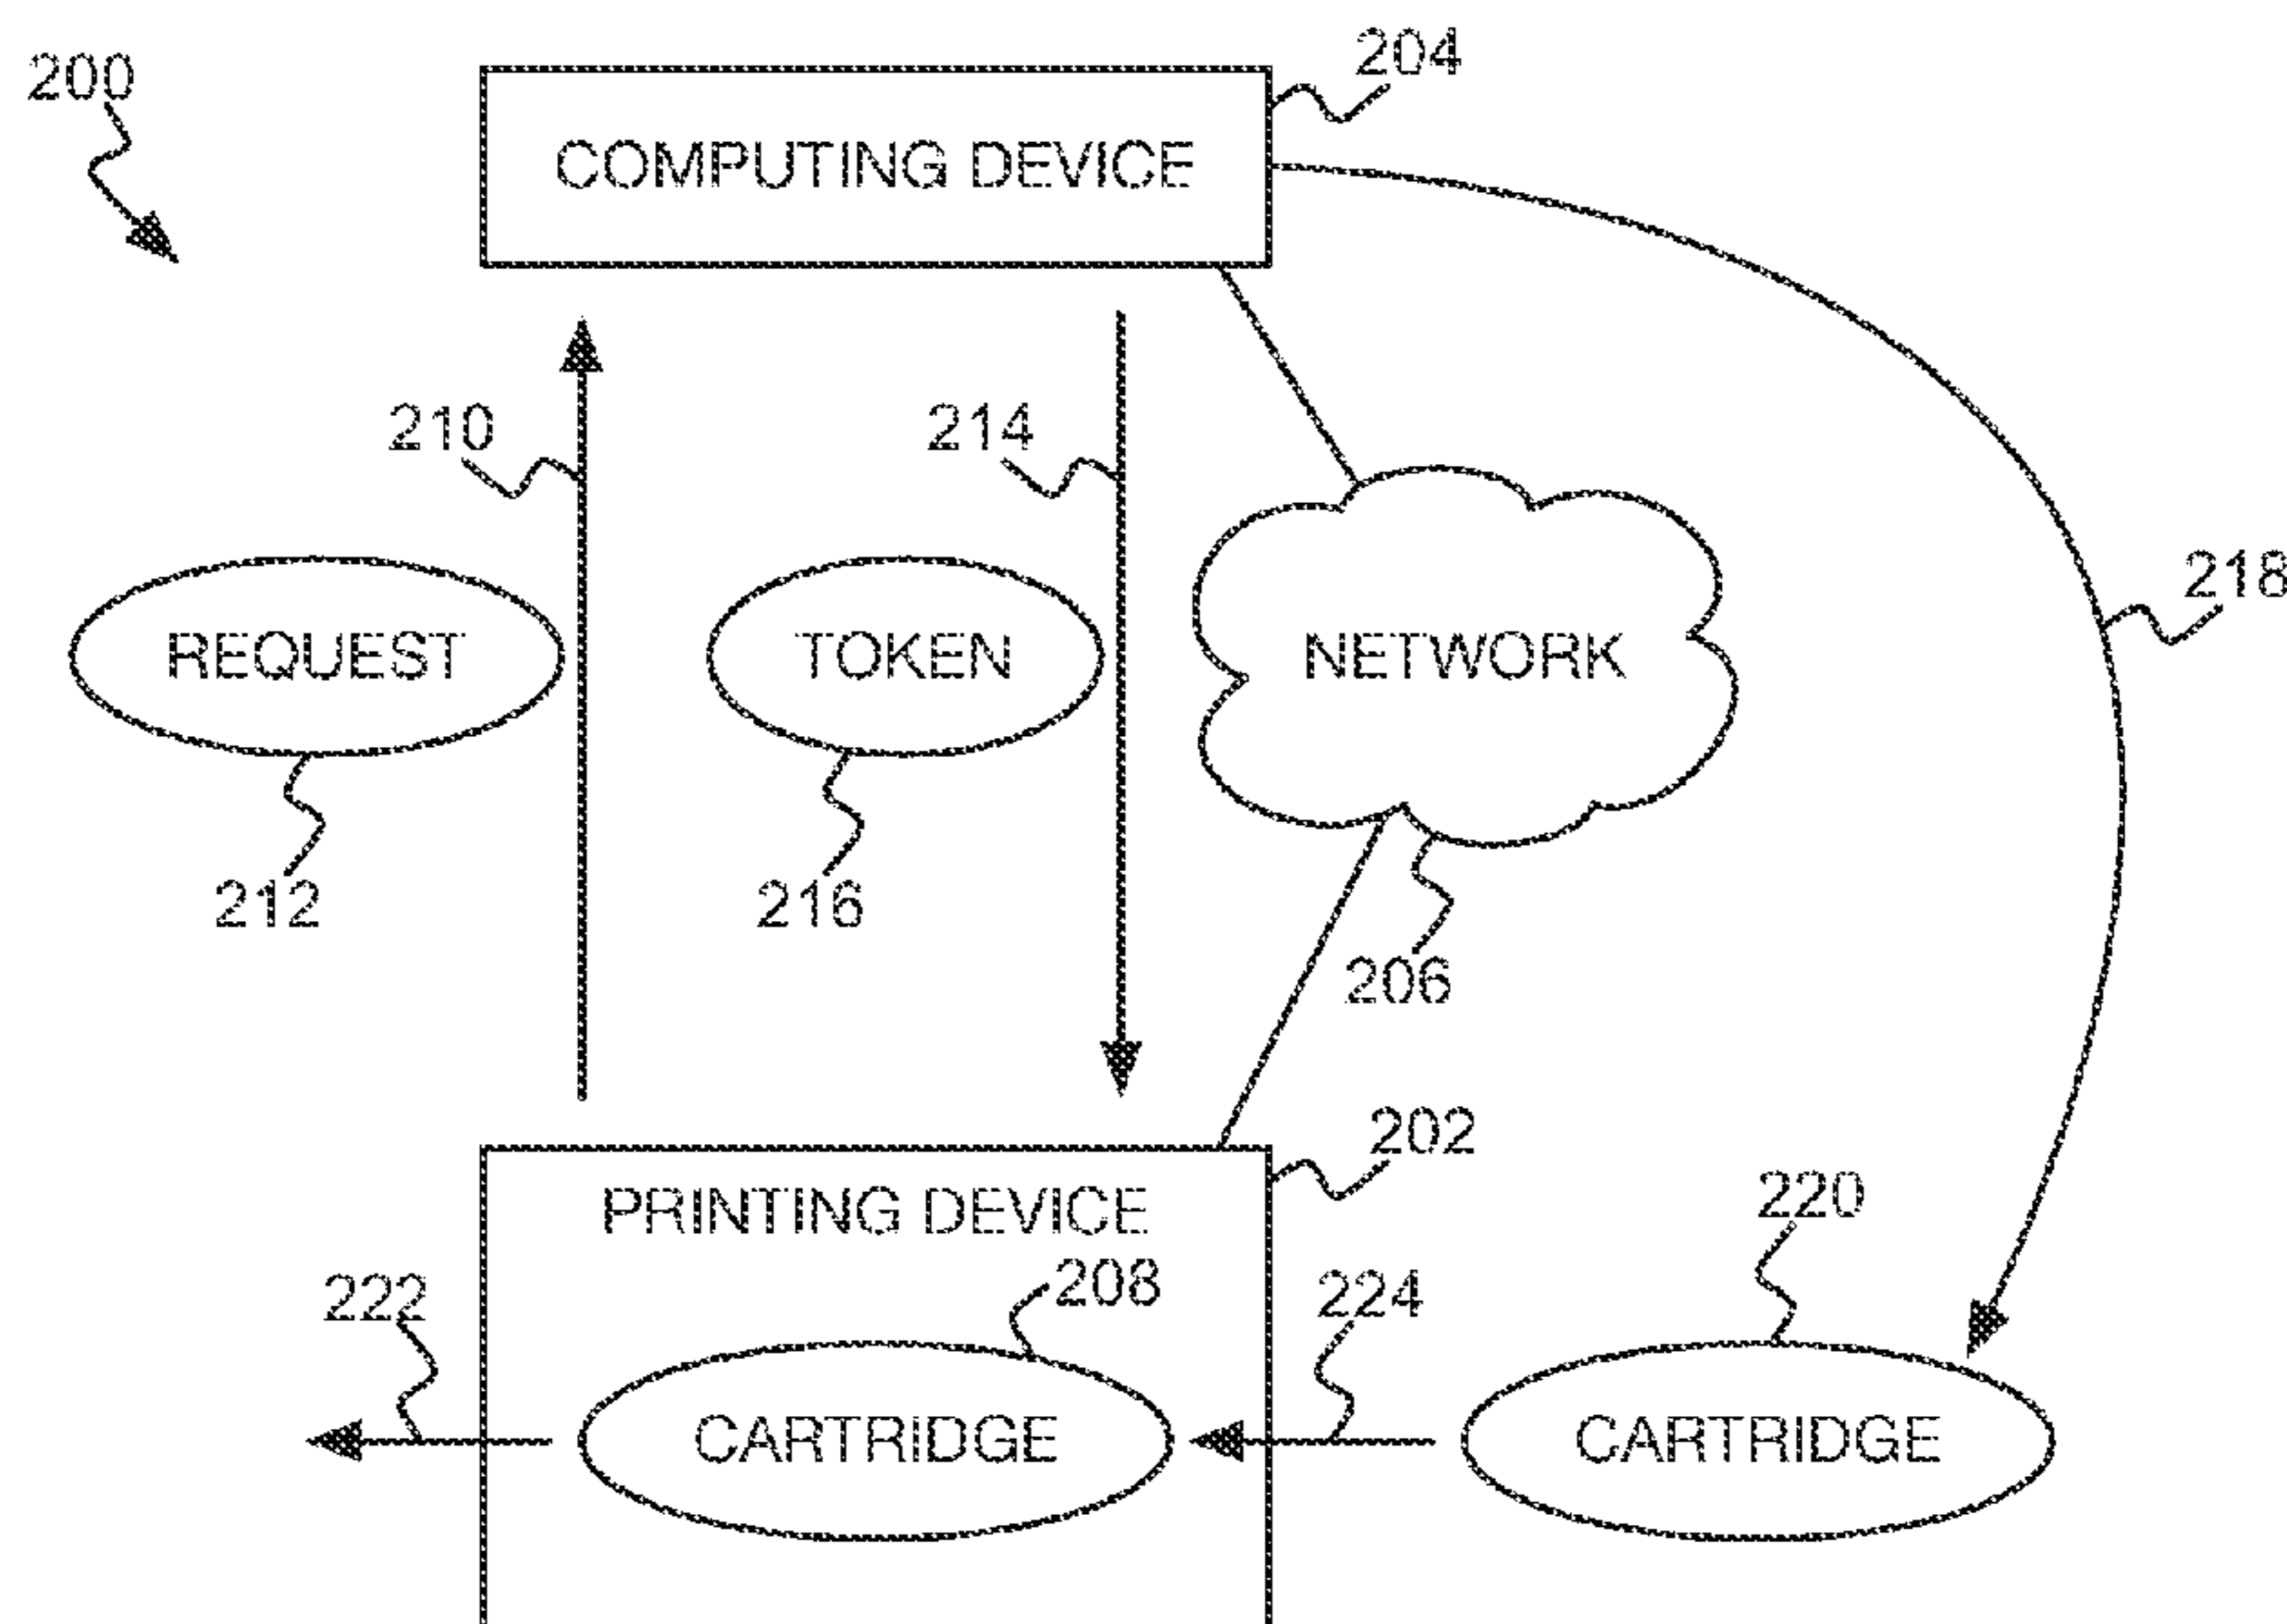 200
204
COMPUTING DEVICE
210
214
218
REQUEST
TOKEN
NETWORK
212
216
206
202
PRINTING DEVICE
220
222
208
224
CARTRIDGE
CARTRIDGE